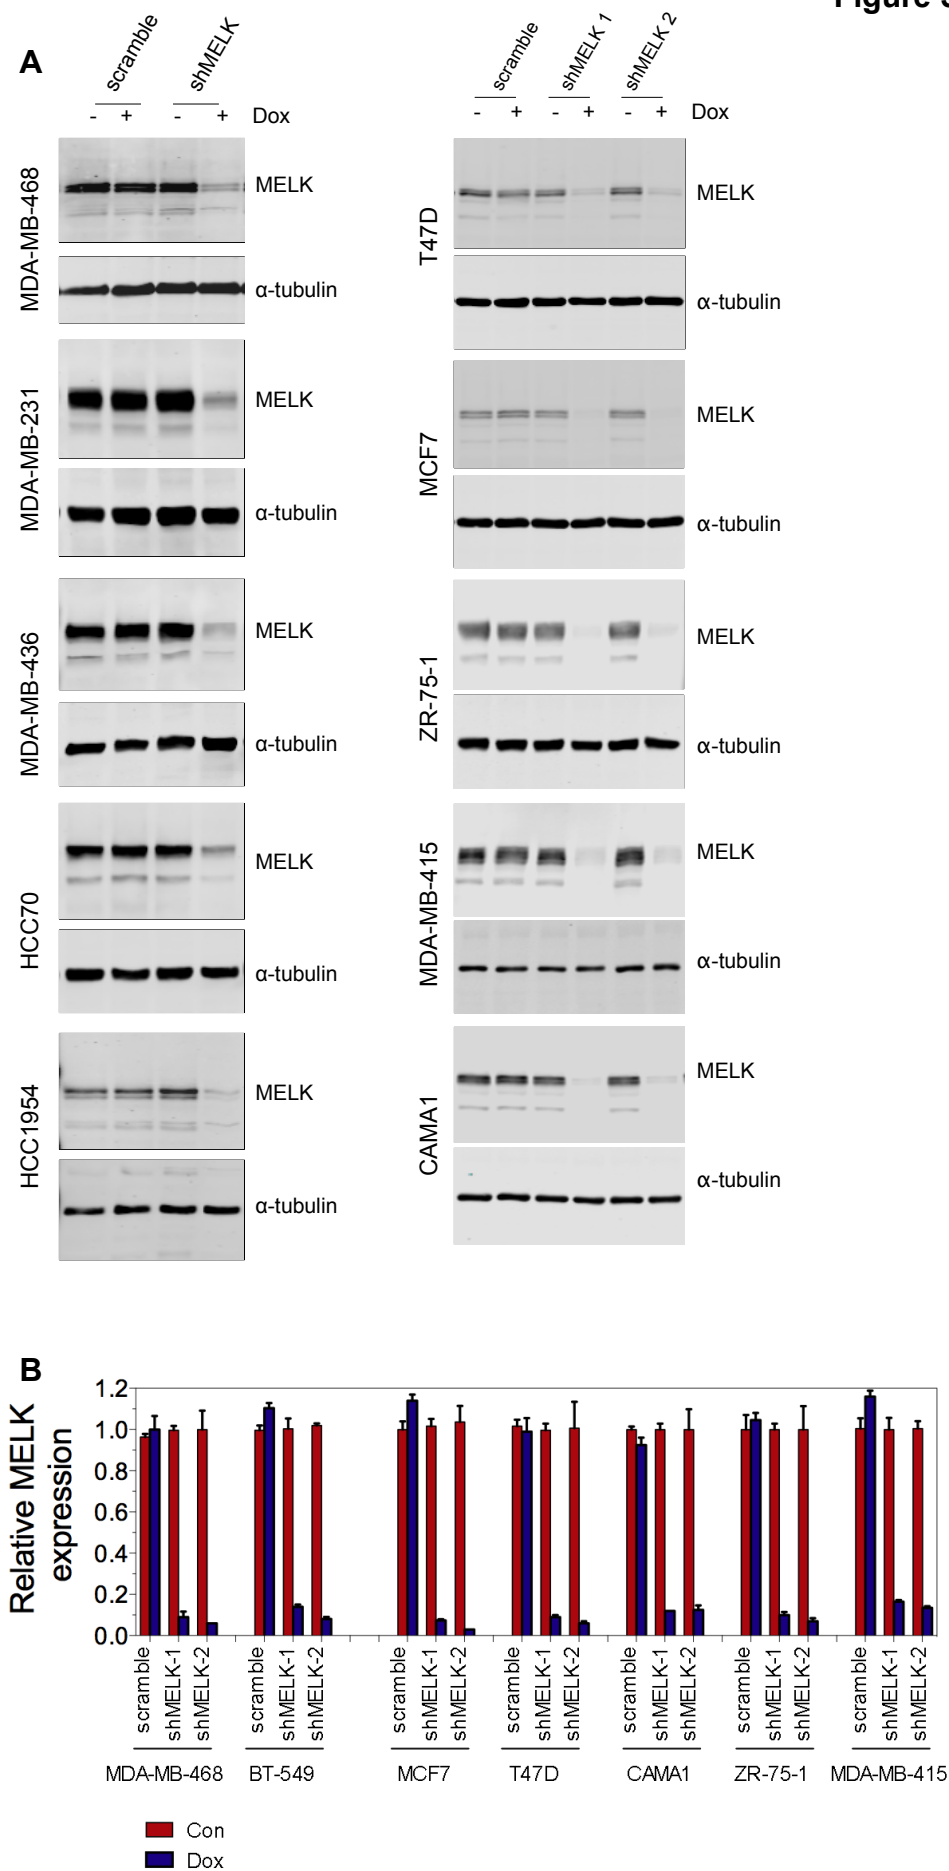 Figure
A
scramble
shMELK
- + - + Dox
scramble
shMELK 1
shMELK 2
- + - + - + Dox
MDA-MB-468
MELK
α-tubulin
MDA-MB-231
MELK
α-tubulin
MDA-MB-436
MELK
α-tubulin
HCC70
MELK
α-tubulin
HCC1954
MELK
α-tubulin
T47D
MELK
α-tubulin
MCF7
MELK
α-tubulin
ZR-75-1
MELK
α-tubulin
MDA-MB-415
MELK
α-tubulin
CAMA1
MELK
α-tubulin
B
Relative MELK
expression
1.2
1.0
0.8
0.6
0.4
0.2
0.0
scramble
shMELK-1
shMELK-2
scramble
shMELK-1
shMELK-2
scramble
shMELK-1
shMELK-2
scramble
shMELK-1
shMELK-2
scramble
shMELK-1
shMELK-2
scramble
shMELK-1
shMELK-2
scramble
shMELK-1
shMELK-2
MDA-MB-468 BT-549 MCF7 T47D CAMA1 ZR-75-1 MDA-MB-415
Con
Dox